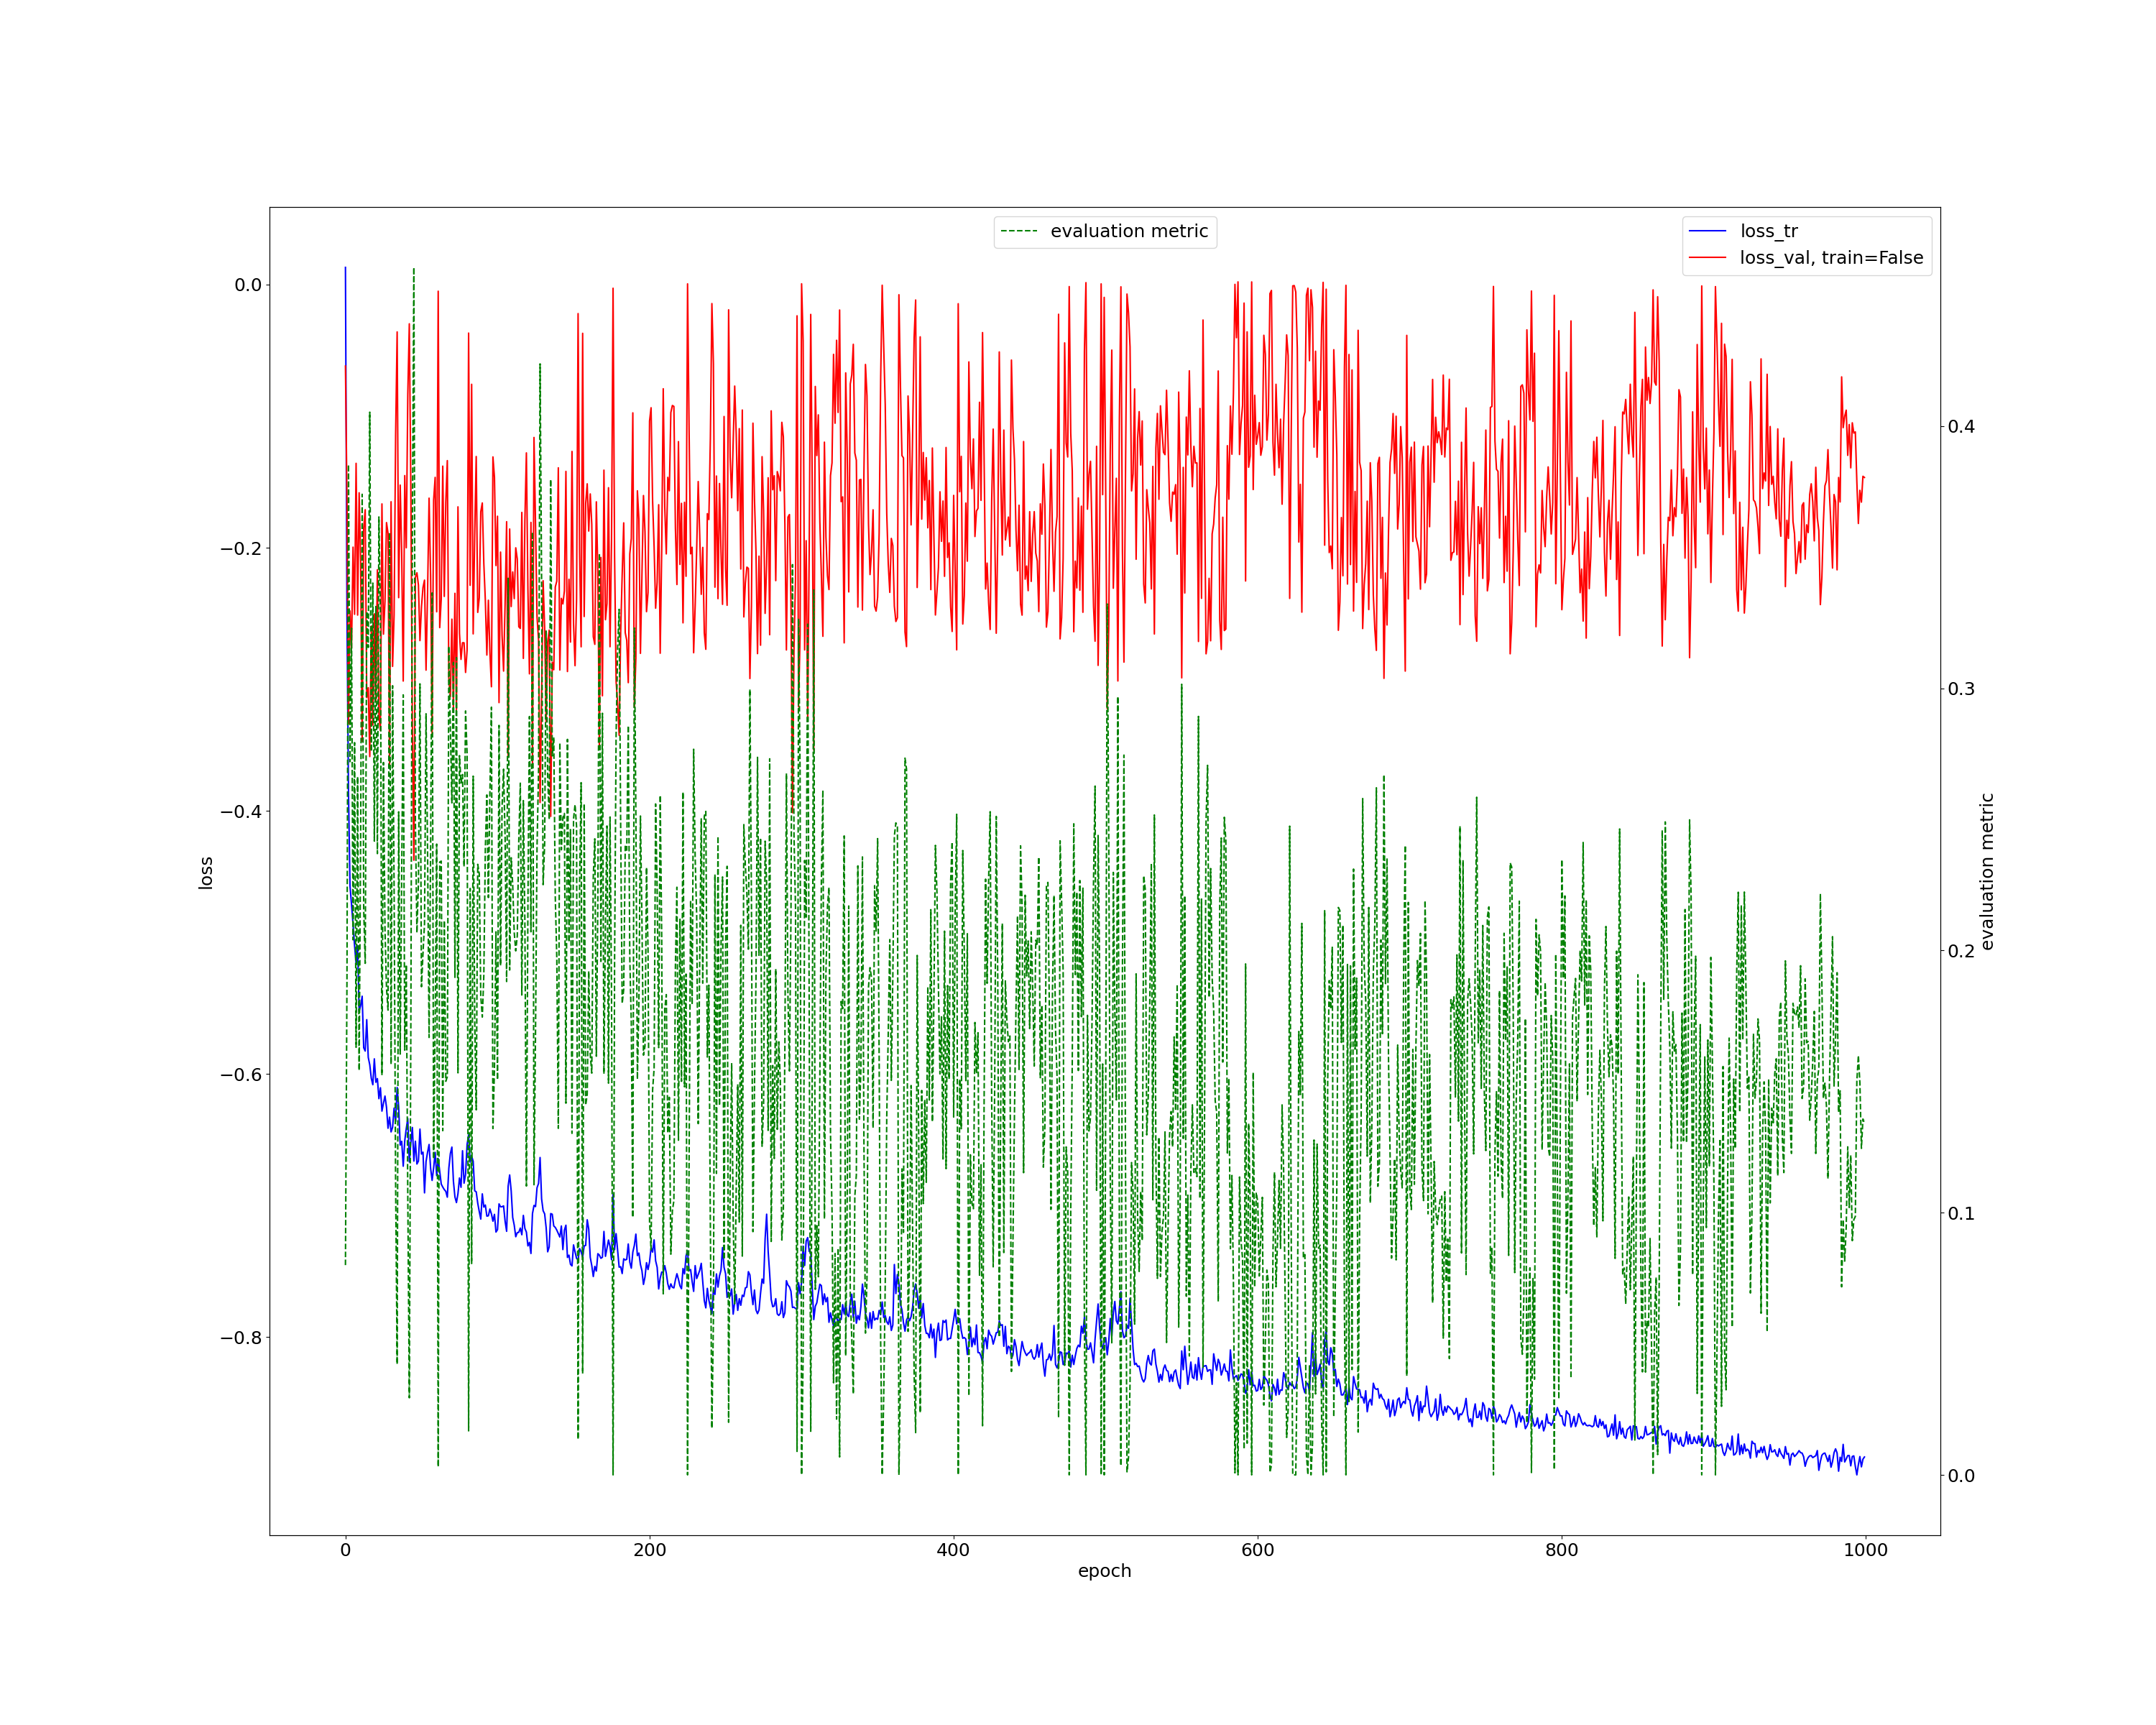 evaluation metric
loss_tr
loss_val, train=False
0.0
−0.2
−0.4
−0.6
−0.8
loss
0.4
0.3
0.2
0.1
0.0
evaluation metric
0
200
400
600
800
1000
epoch